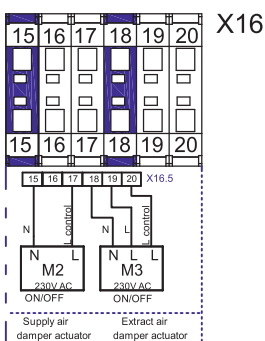 X16
15 16 17 18 19 20
15 16 17 18 19 20
15 16 17 18 19 20 X16.5
N L control N L L control
N L L N L L
M2 M3
230V AC 230V AC
ON/OFF ON/OFF
Supply air Extract air
damper actuator damper actuator